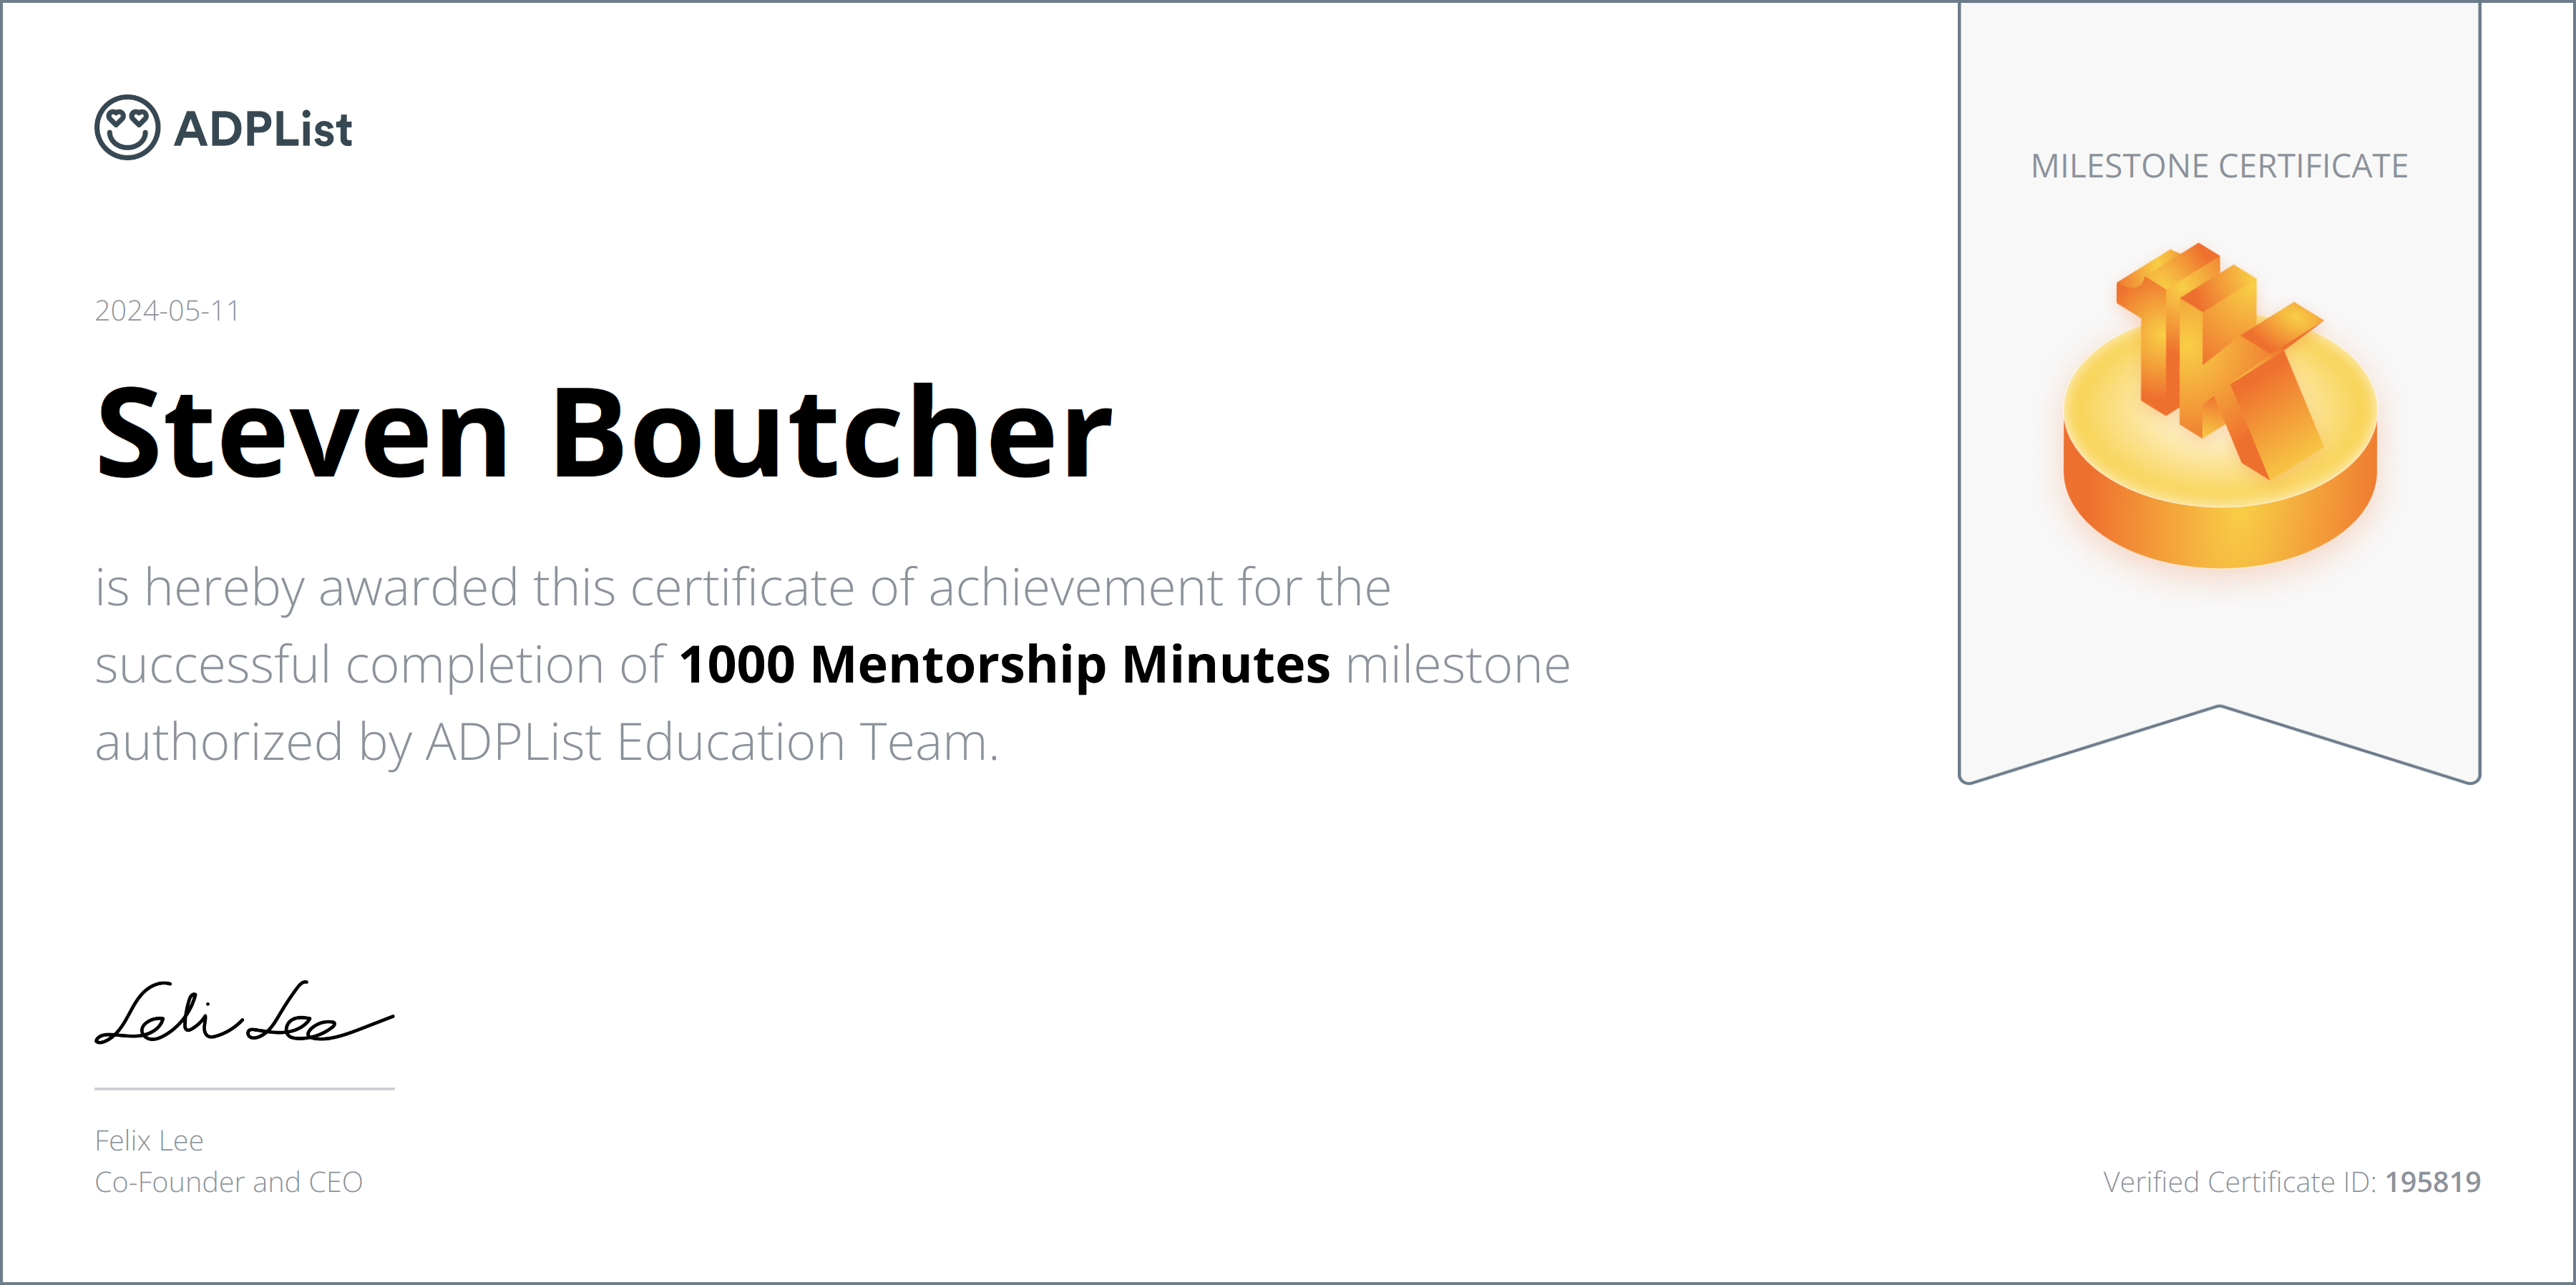 ADPList
MILESTONE CERTIFICATE
1K
2024-05-11
Steven Boutcher
is hereby awarded this certificate of achievement for the
successful completion of 1000 Mentorship Minutes milestone
authorized by ADPList Education Team.
Felix Lee
Felix Lee
Co-Founder and CEO
Verified Certificate ID: 195819